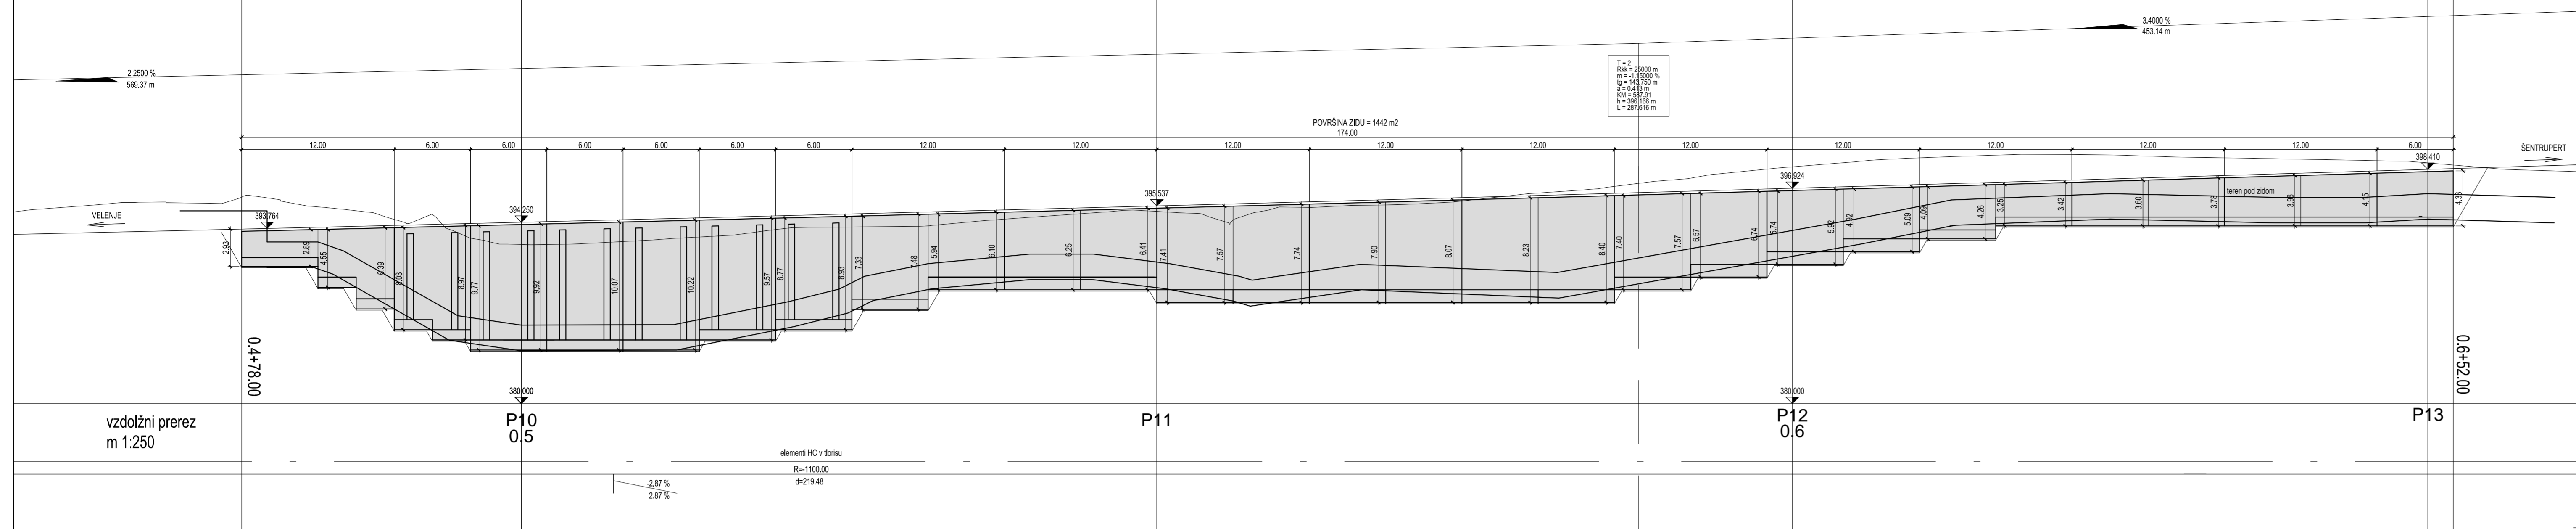 3.4000 %
453,14 m
2.2500 %
569.37 m
T = 2
Rkk = 25000 m
m = -1.15000 %
tg = 143,750 m
a = 0.413 m
KM = 587.91
h = 396,166 m
L = 287,616 m
POVRŠINA ZIDU = 1442 m2
174.00
12.00 6.00 6.00 6.00 6.00 6.00 6.00 12.00 12.00 12.00 12.00 12.00 12.00 12.00 12.00 12.00 12.00 6.00
ŠENTRUPERT
398,410
396,924
395,537
394,250
393,764
VELENJE
teren pod zidom
2.93 2.89 4.55 6.39 8.03 8.97 9.77 9.92 10.07 10.22 9.57 8.77 8.93 7.33 7.48 5.94 6.10 6.25 6.41 7.41 7.57 7.74 7.90 8.07 8.23 8.40 7.40 7.57 6.57 6.74 5.74 5.92 4.92 5.09 4.09 4.26 3.25 3.42 3.60 3.78 3.96 4.15 4.33
0.4+78.00
0.6+52.00
380,000
380,000
vzdolžni prerez
m 1:250
P10
0.5
P11
P12
0.6
P13
elementi HC v tlorisu
R=-1100.00
d=219.48
-2.87 %
2.87 %